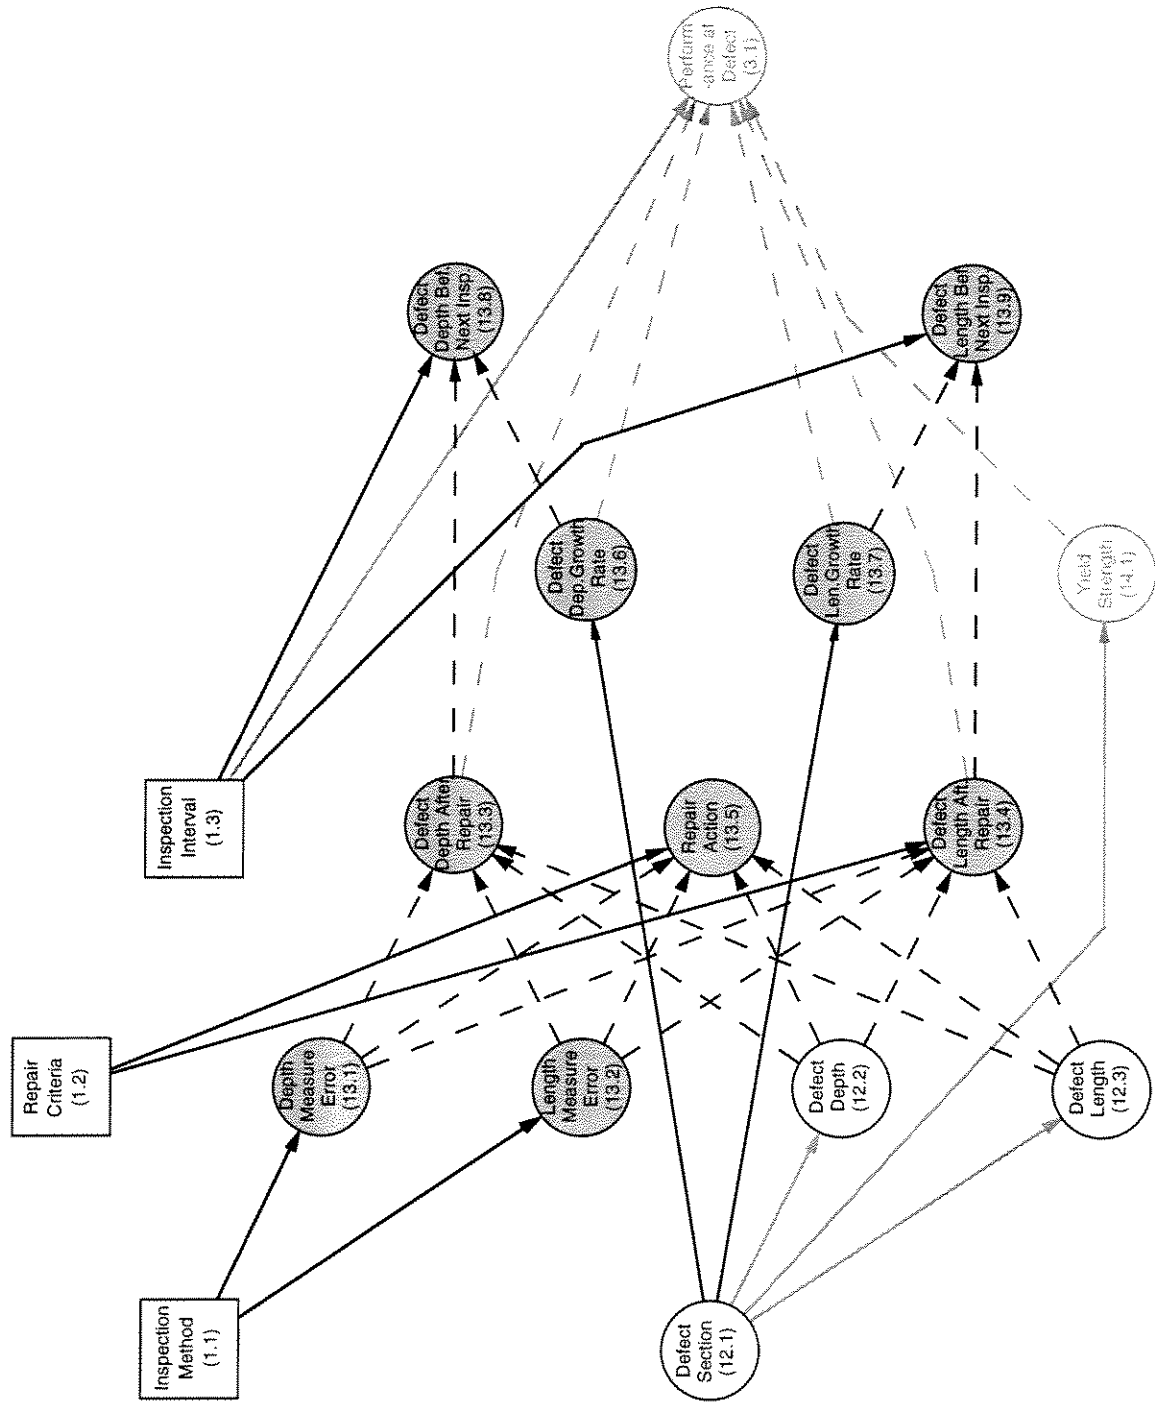 Inspection
Method
(1.1)
Repair
Criteria
(1.2)
Inspection
Interval
(1.3)
Depth
Measure
Error
(13.1)
Length
Measure
Error
(13.2)
Defect
Section
(12.1)
Defect
Depth
(12.2)
Defect
Length
(12.3)
Defect
Depth After
Repair
(13.3)
Repair
Action
(13.5)
Defect
Length Aft.
Repair
(13.4)
Defect
Dep.Growth
Rate
(13.6)
Defect
Len.Growth
Rate
(13.7)
Yield
Strength
(14.1)
Defect
Depth Bef.
Next Insp.
(13.8)
Defect
Length Bef.
Next Insp.
(13.9)
Perform
-ance at
Defect
(3.1)